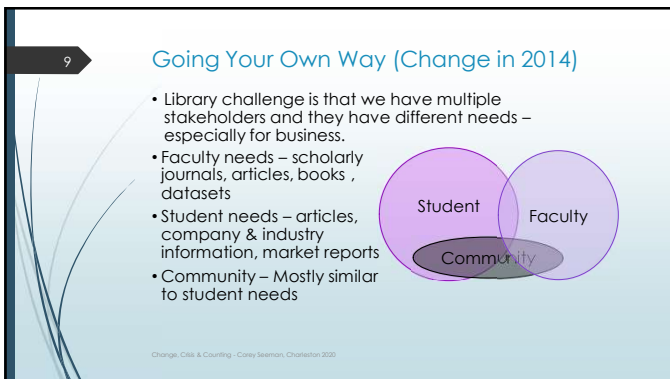 9
Going Your Own Way (Change in 2014)
• Library challenge is that we have multiple
stakeholders and they have different needs –
especially for business.
• Faculty needs – scholarly
journals, articles, books ,
datasets
• Student needs – articles,
company & industry
information, market reports
• Community – Mostly similar
to student needs
Student
Faculty
Community
Change, Crisis & Counting - Corey Seeman, Charleston 2020